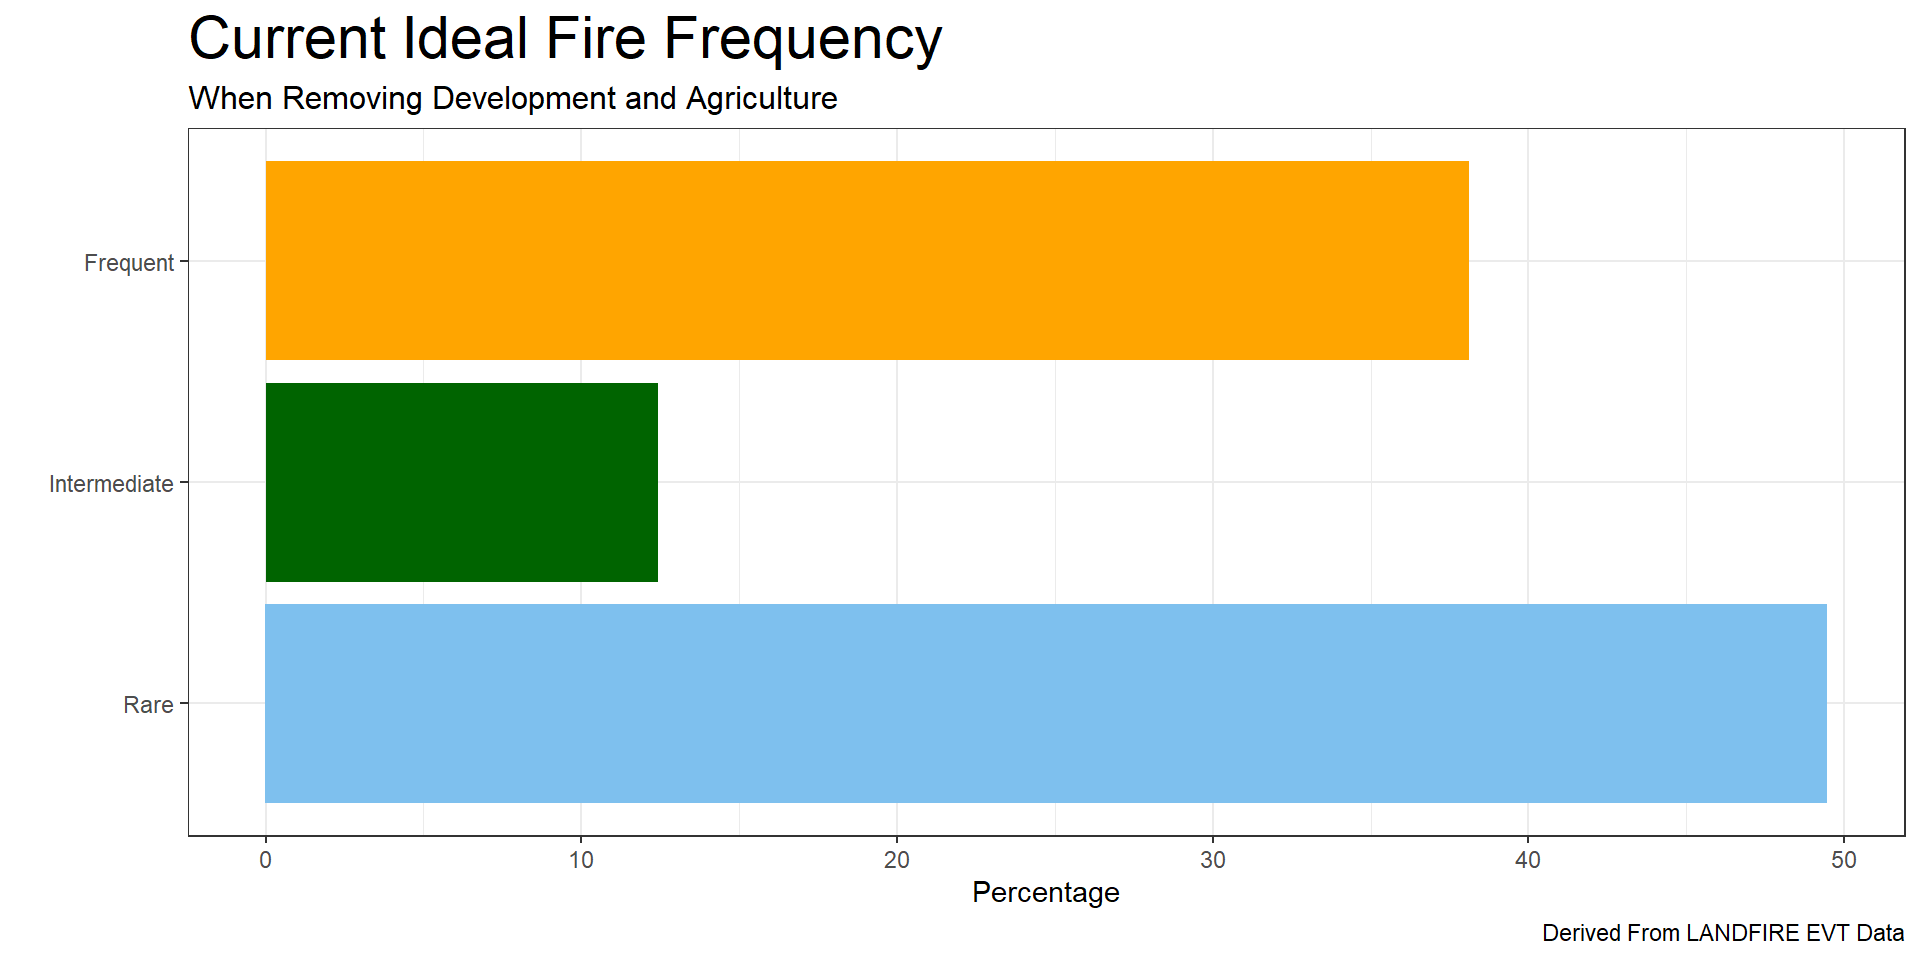 Current Ideal Fire Frequency
When Removing Development and Agriculture
Frequent
Intermediate
Rare
0 10 20 30 40 50
Percentage
Derived From LANDFIRE EVT Data